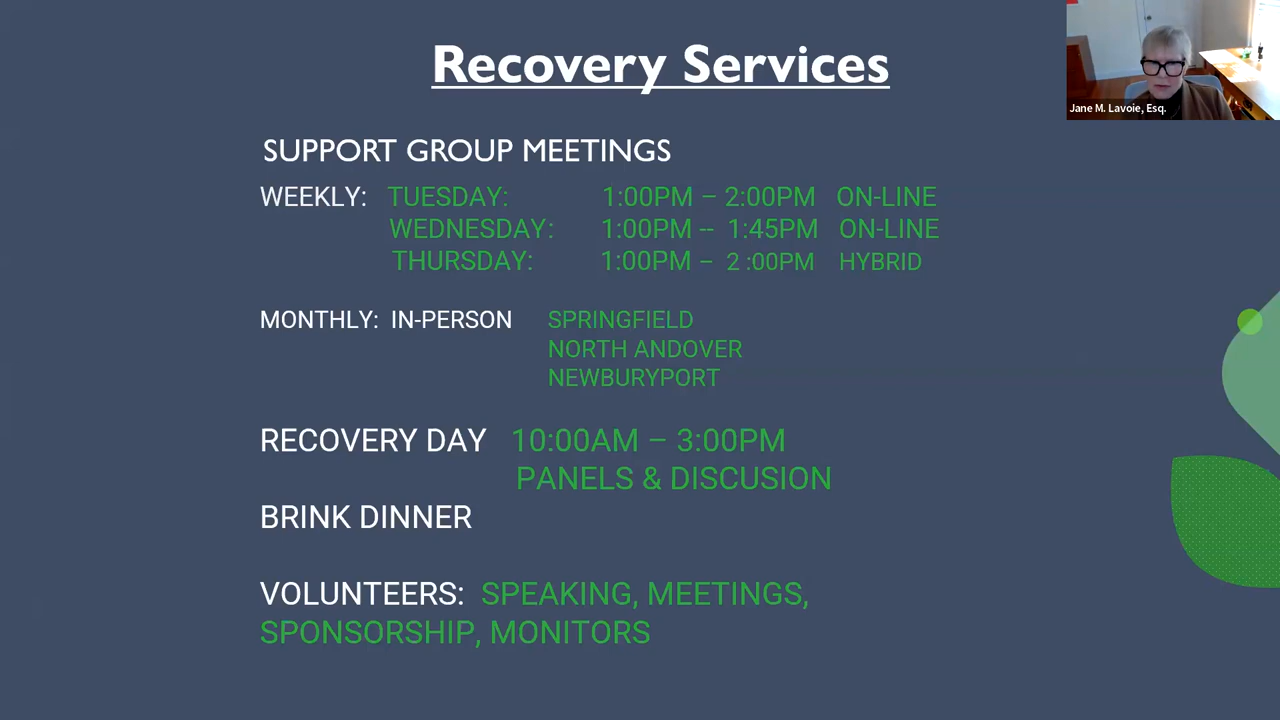 Recovery Services
Jane M. Lavoie, Esq.
SUPPORT GROUP MEETINGS
WEEKLY: TUESDAY: 1:00PM – 2:00PM ON-LINE
WEDNESDAY: 1:00PM -- 1:45PM ON-LINE
THURSDAY: 1:00PM – 2 :00PM HYBRID
MONTHLY: IN-PERSON SPRINGFIELD
NORTH ANDOVER
NEWBURYPORT
RECOVERY DAY 10:00AM – 3:00PM
PANELS & DISCUSION
BRINK DINNER
VOLUNTEERS: SPEAKING, MEETINGS,
SPONSORSHIP, MONITORS